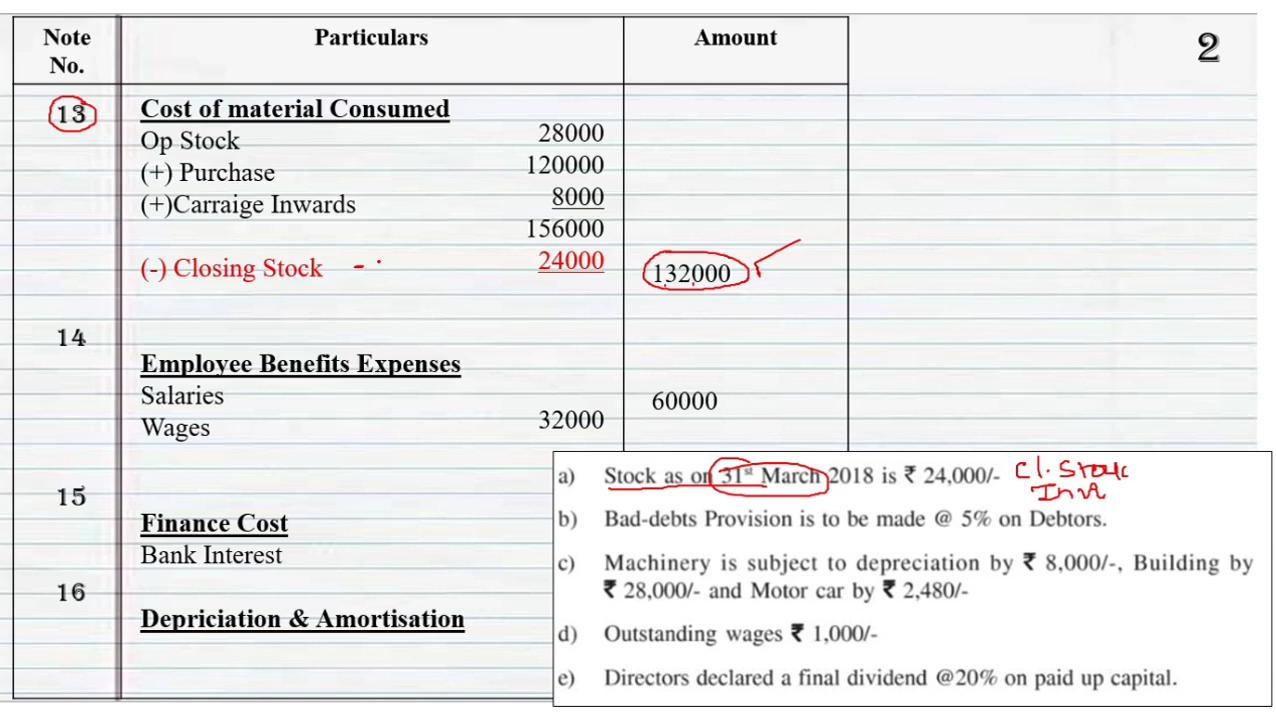 Note No. Particulars Amount 2
13 Cost of material Consumed
Op Stock 28000
(+) Purchase 120000
(+)Carraige Inwards 8000
156000
(-) Closing Stock - 24000 132000
14
Employee Benefits Expenses
Salaries 60000
Wages 32000
15
Finance Cost
Bank Interest
16
Depriciation & Amortisation
a) Stock as on 31st March 2018 is ₹ 24,000/- Cl. Stock
Inv
b) Bad-debts Provision is to be made @ 5% on Debtors.
c) Machinery is subject to depreciation by ₹ 8,000/-, Building by
₹ 28,000/- and Motor car by ₹ 2,480/-
d) Outstanding wages ₹ 1,000/-
e) Directors declared a final dividend @20% on paid up capital.